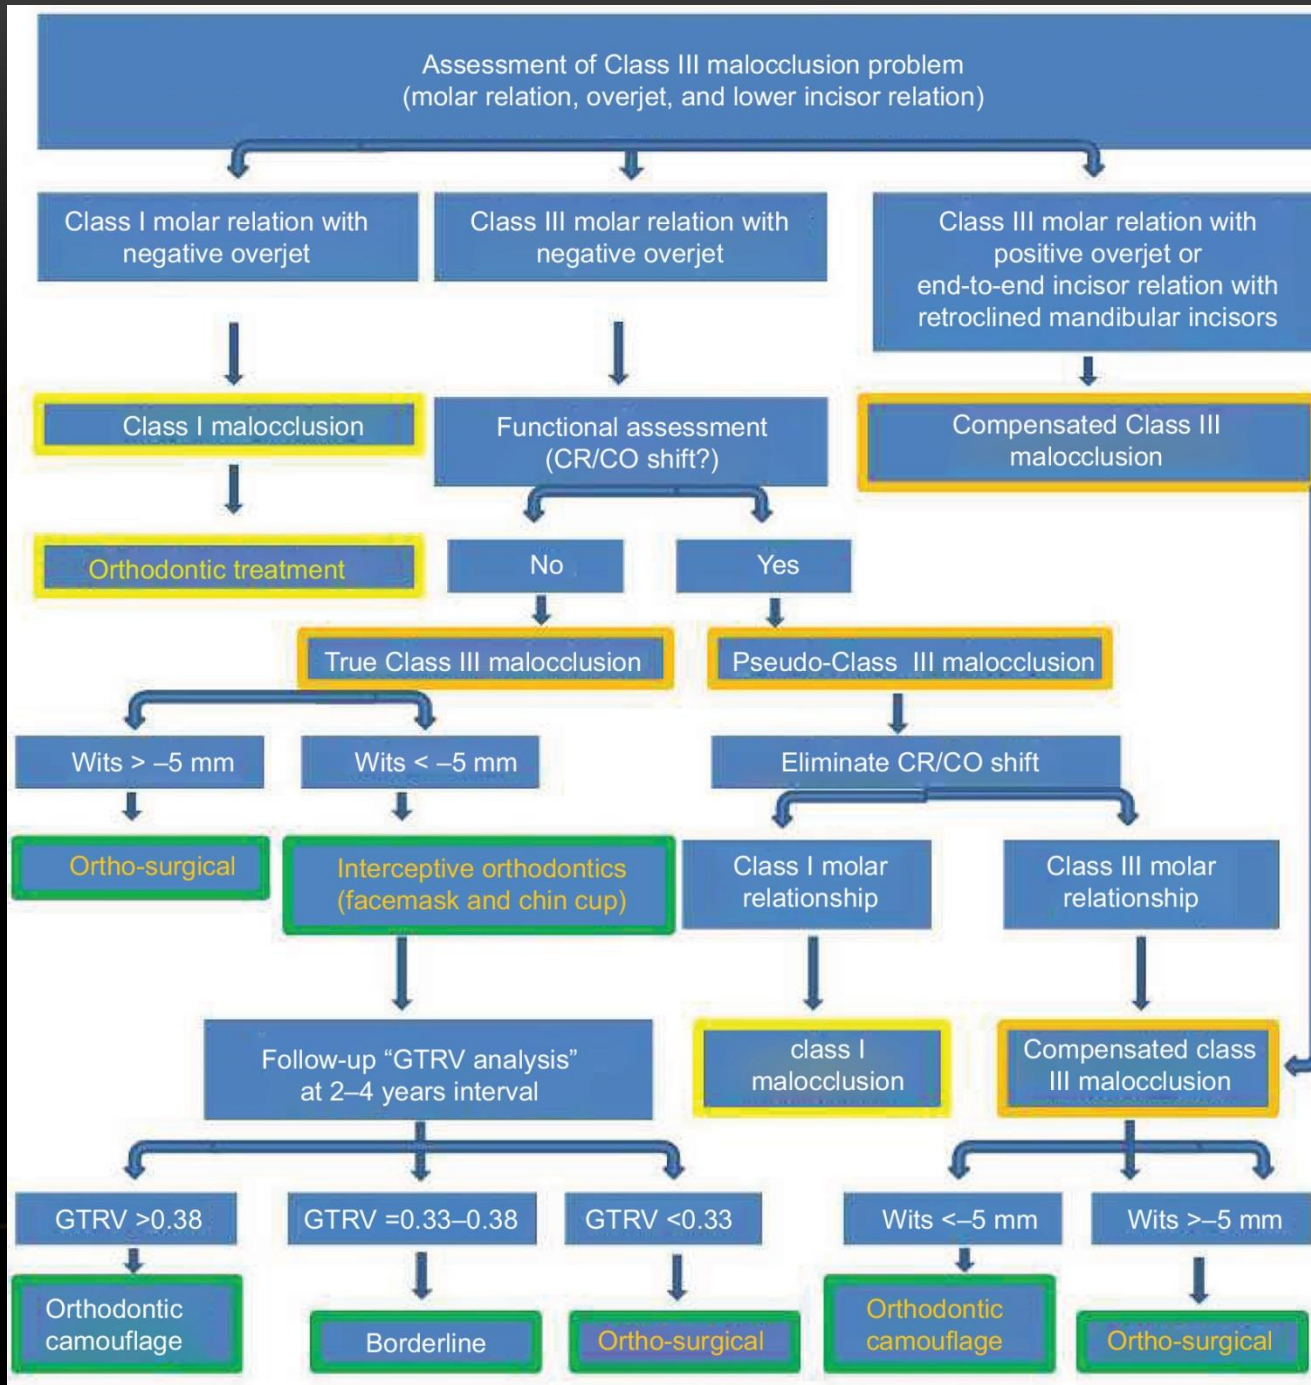 Assessment of Class III malocclusion problem
(molar relation, overjet, and lower incisor relation)
Class I molar relation with
negative overjet
Class III molar relation with
negative overjet
Class III molar relation with
positive overjet or
end-to-end incisor relation with
retroclined mandibular incisors
Class I malocclusion
Functional assessment
(CR/CO shift?)
Compensated Class III
malocclusion
Orthodontic treatment
No
Yes
True Class III malocclusion
Pseudo-Class III malocclusion
Wits > –5 mm
Wits < –5 mm
Eliminate CR/CO shift
Ortho-surgical
Interceptive orthodontics
(facemask and chin cup)
Class I molar
relationship
Class III molar
relationship
Follow-up “GTRV analysis”
at 2–4 years interval
class I
malocclusion
Compensated class
III malocclusion
GTRV >0.38
GTRV =0.33–0.38
GTRV <0.33
Wits <–5 mm
Wits >–5 mm
Orthodontic
camouflage
Borderline
Ortho-surgical
Orthodontic
camouflage
Ortho-surgical